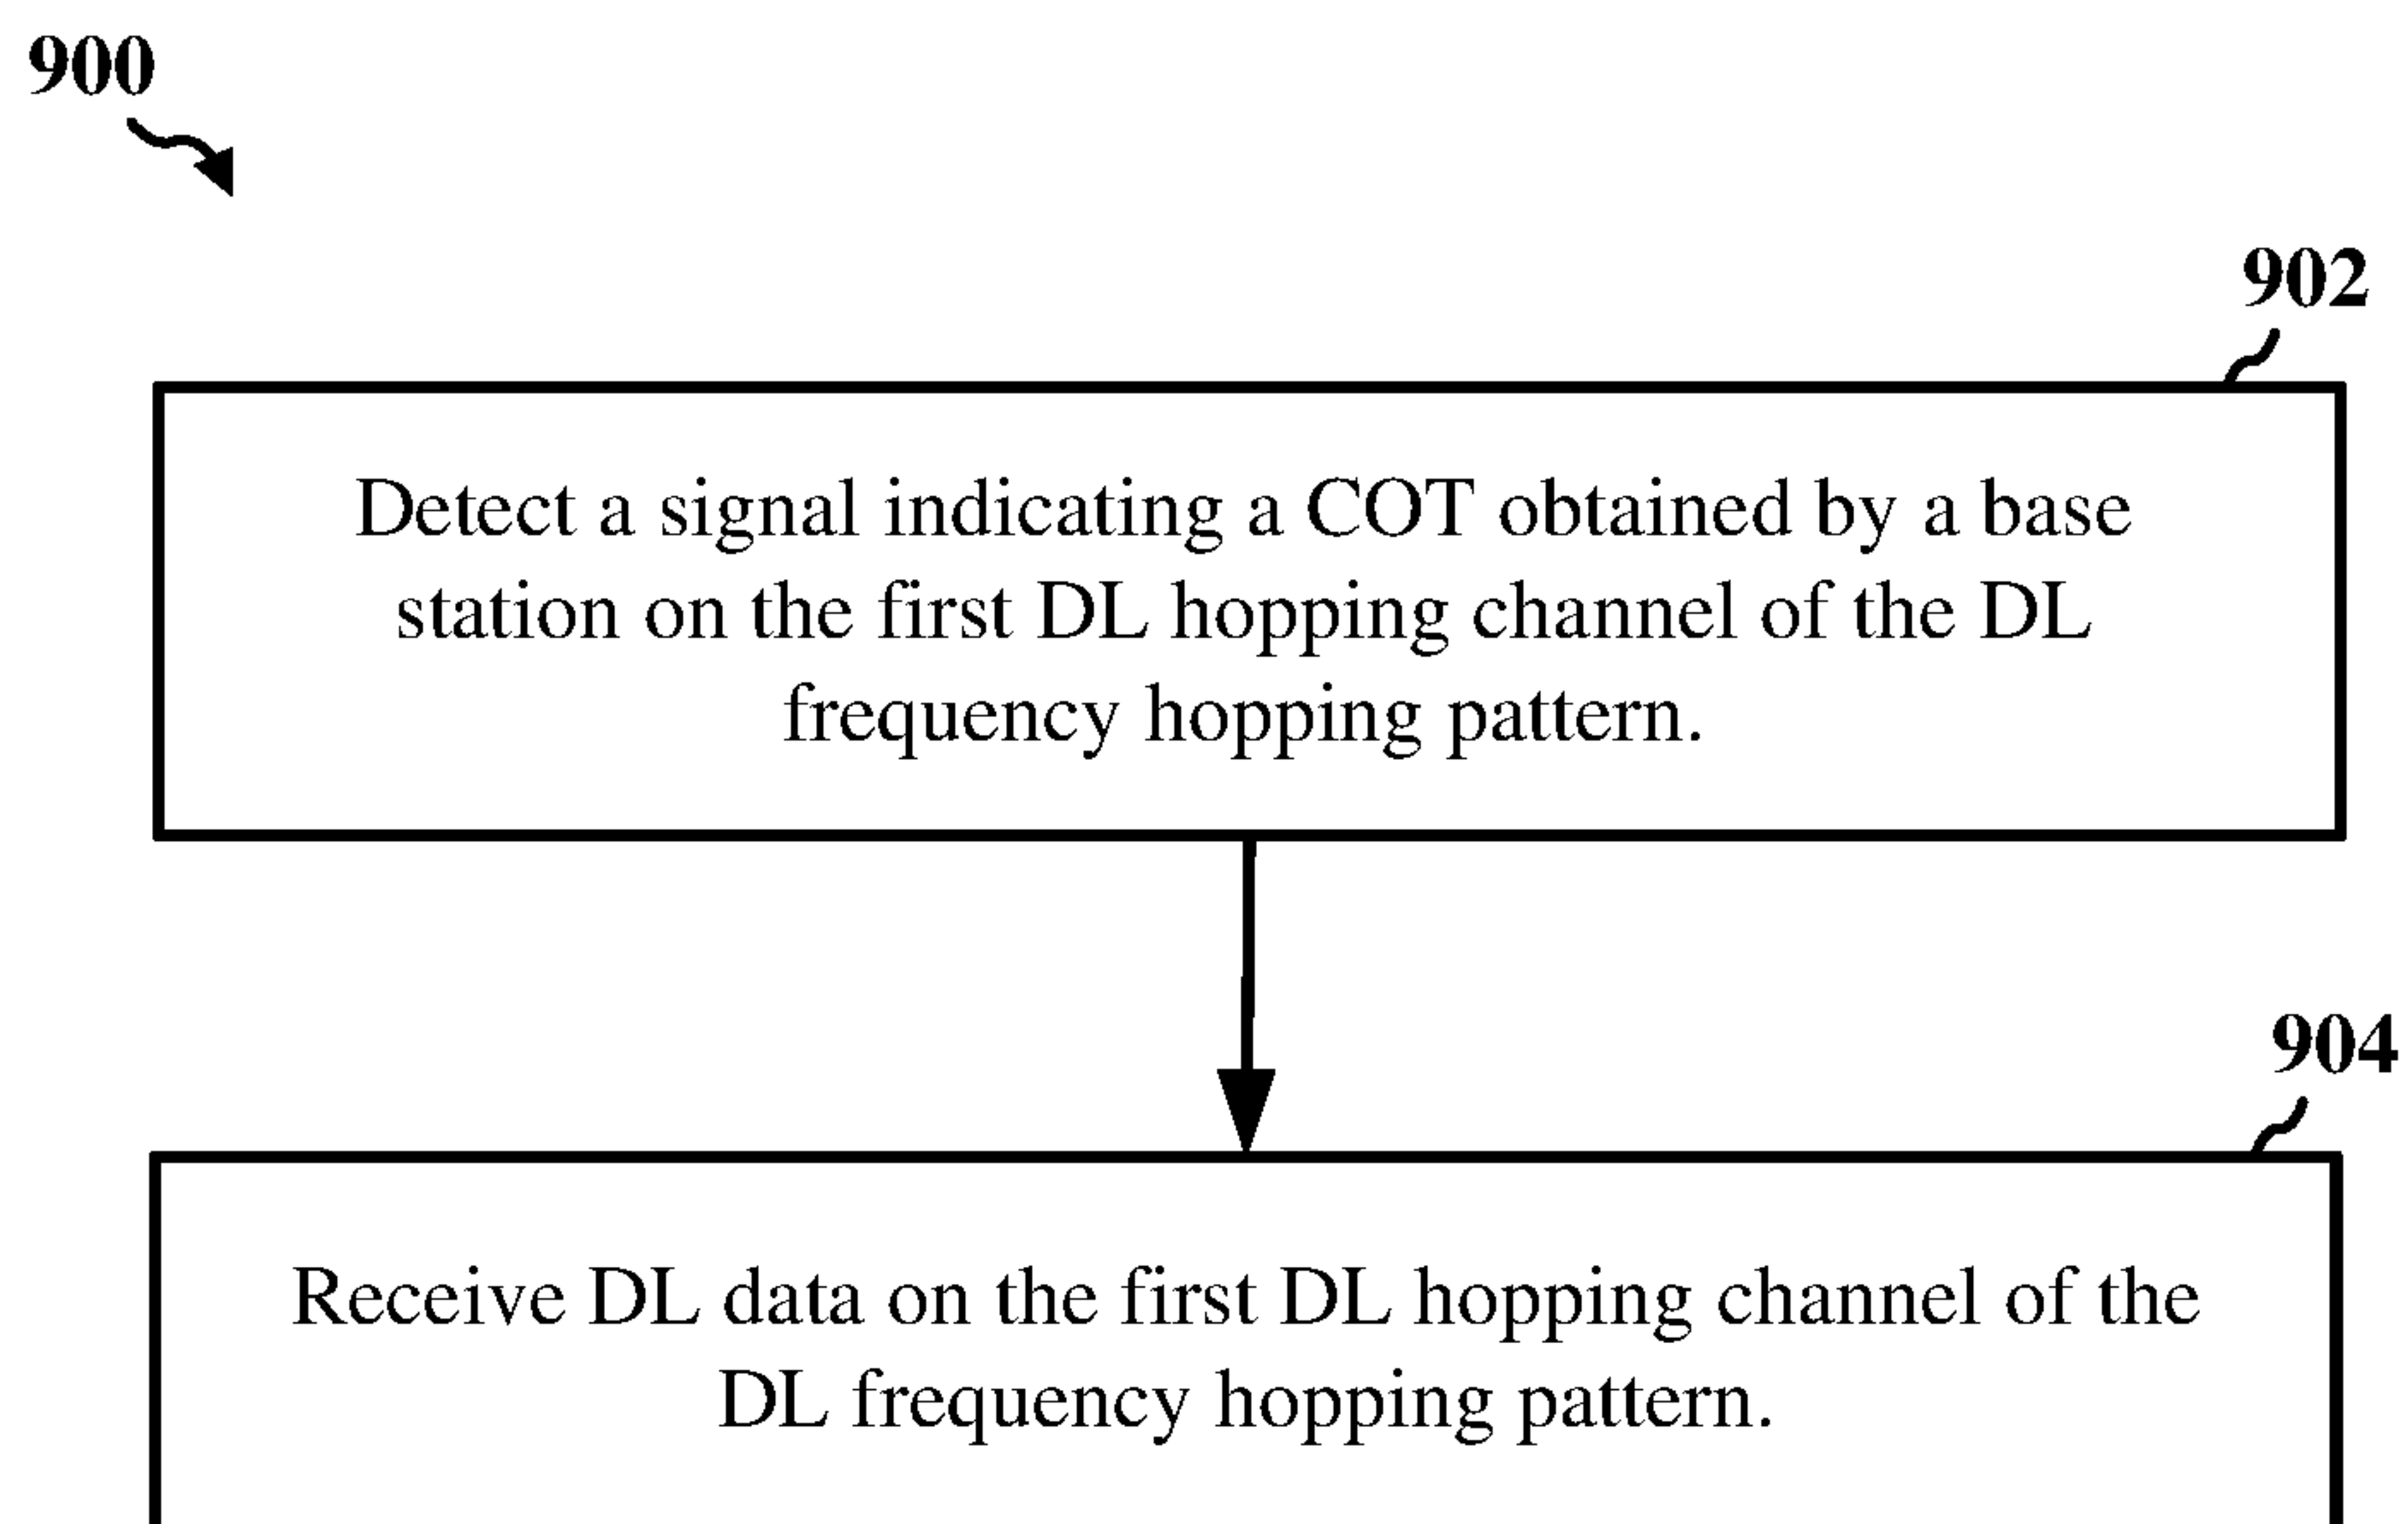 900
902
Detect a signal indicating a COT obtained by a base
station on the first DL hopping channel of the DL
frequency hopping pattern.
904
Receive DL data on the first DL hopping channel of the
DL frequency hopping pattern.